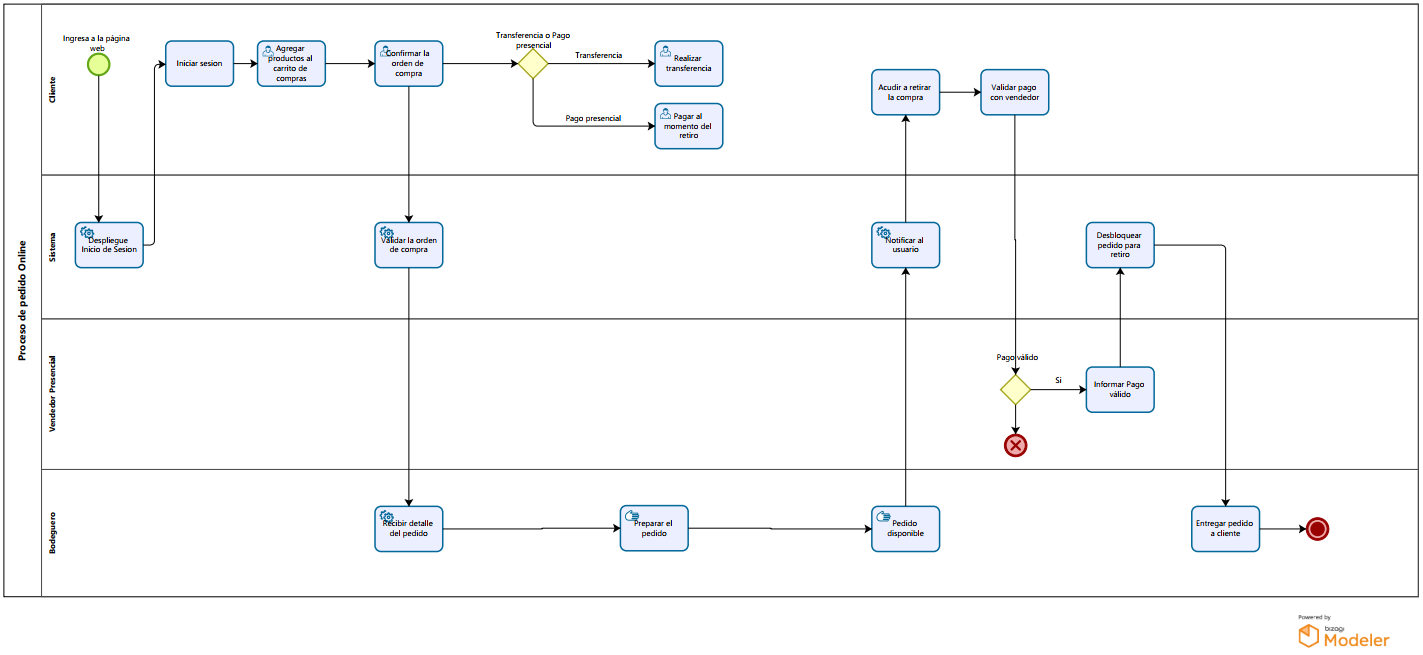 Proceso de pedido Online
Cliente
Ingresa a la página
web
Iniciar sesion
Agregar
productos al
carrito de
compras
Confirmar la
orden de
compra
Transferencia o Pago
presencial
Transferencia
Realizar
transferencia
Pago presencial
Pagar al
momento del
retiro
Acudir a retirar
la compra
Validar pago
con vendedor
Sistema
Despliegue
Inicio de Sesion
Validar la orden
de compra
Notificar al
usuario
Desbloquear
pedido para
retiro
Vendedor Presencial
Pago válido
Si
Informar Pago
válido
Bodeguero
Recibir detalle
del pedido
Preparar el
pedido
Pedido
disponible
Entregar pedido
a cliente
Powered by
bizagi
Modeler